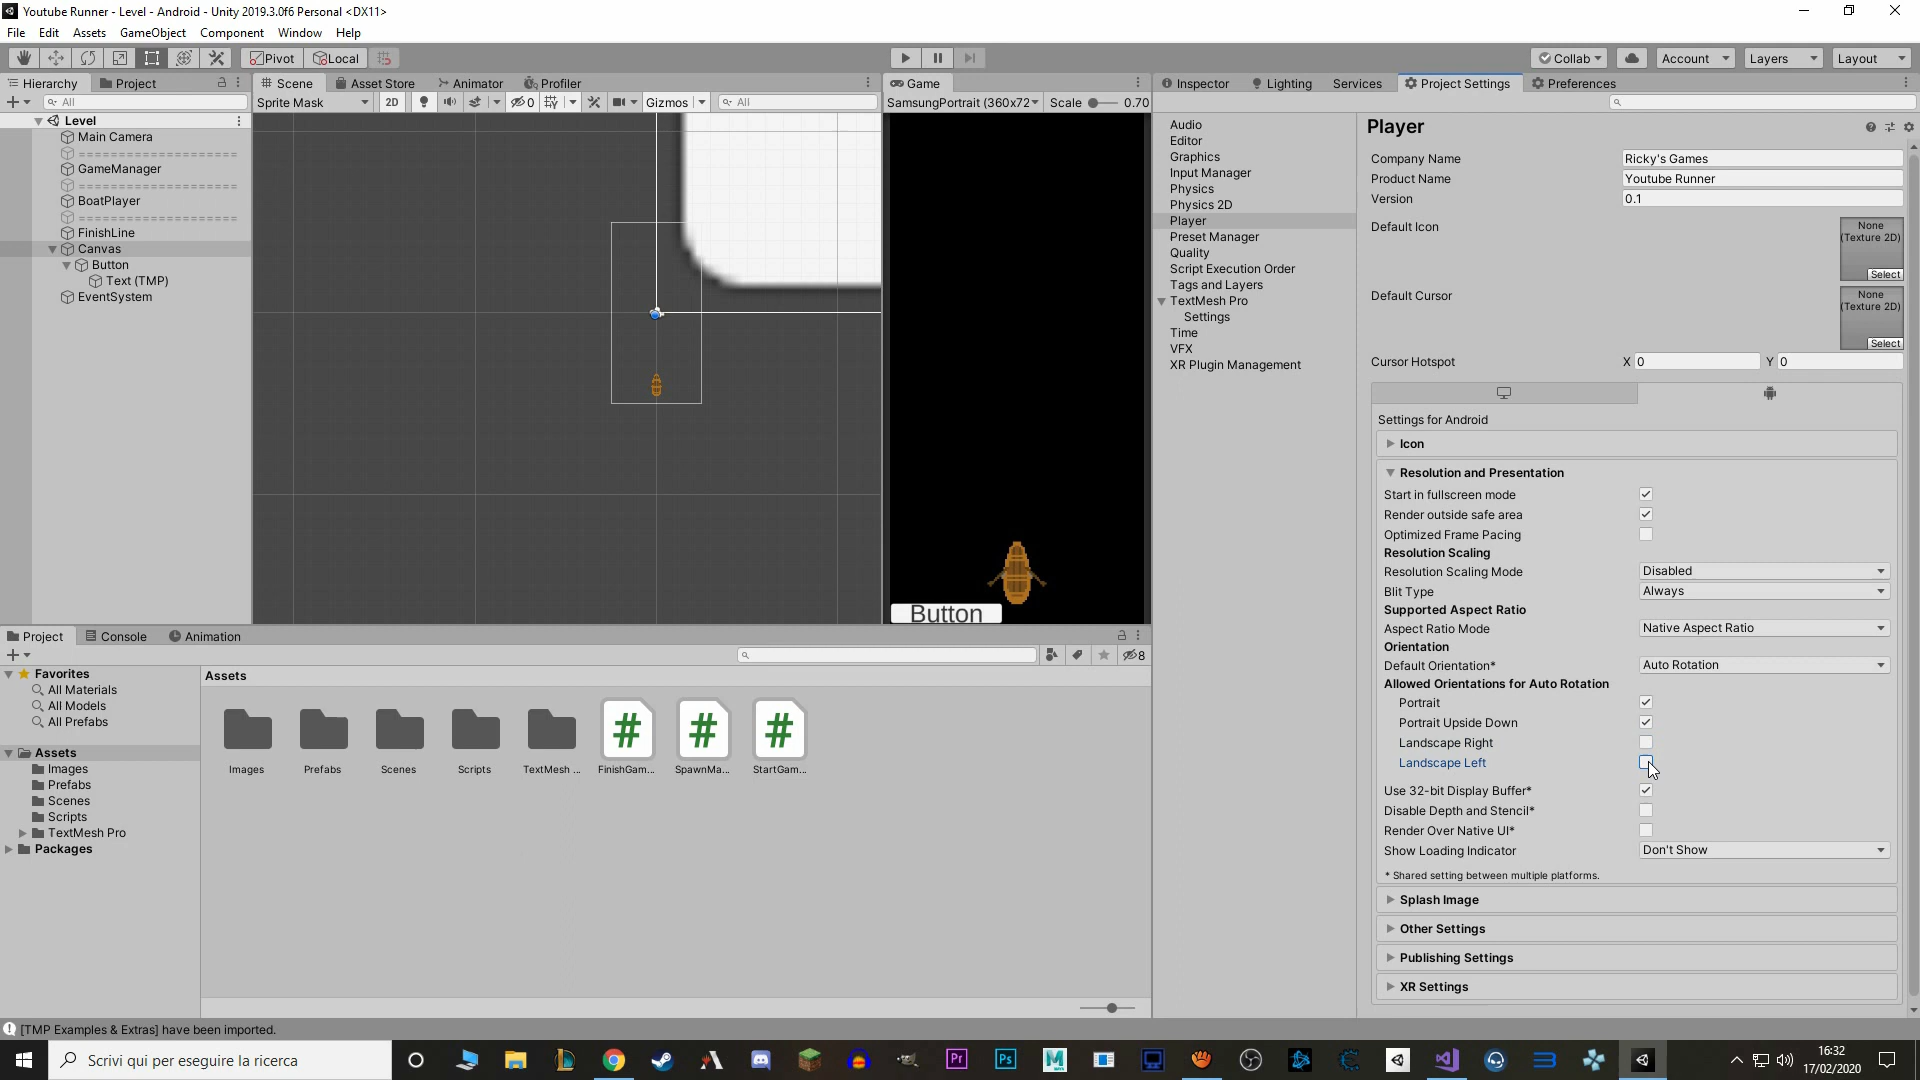 Youtube Runner - Level - Android - Unity 2019.3.0f6 Personal <DX11>
File Edit Assets GameObject Component Window Help
Pivot Local Collab Account Layers Layout
Hierarchy Project Scene Asset Store Animator Profiler Game Inspector Lighting Services Project Settings Preferences
All Sprite Mask 2D 0 Gizmos All SamsungPortrait (360x72 Scale 0.70
Level
Main Camera
====================
GameManager
====================
BoatPlayer
====================
FinishLine
Canvas
Button
Text (TMP)
EventSystem
Button
Audio
Editor
Graphics
Input Manager
Physics
Physics 2D
Player
Preset Manager
Quality
Script Execution Order
Tags and Layers
TextMesh Pro
Settings
Time
VFX
XR Plugin Management
Player
Company Name Ricky's Games
Product Name Youtube Runner
Version 0.1
Default Icon
None
(Texture 2D)
Select
Default Cursor
None
(Texture 2D)
Select
Cursor Hotspot X 0 Y 0
Settings for Android
Icon
Resolution and Presentation
Start in fullscreen mode
Render outside safe area
Optimized Frame Pacing
Resolution Scaling
Resolution Scaling Mode Disabled
Blit Type Always
Supported Aspect Ratio
Aspect Ratio Mode Native Aspect Ratio
Orientation
Default Orientation* Auto Rotation
Allowed Orientations for Auto Rotation
Portrait
Portrait Upside Down
Landscape Right
Landscape Left
Use 32-bit Display Buffer*
Disable Depth and Stencil*
Render Over Native UI*
Show Loading Indicator Don't Show
* Shared setting between multiple platforms.
Splash Image
Other Settings
Publishing Settings
XR Settings
Project Console Animation
8
Favorites
All Materials
All Models
All Prefabs
Assets
Images
Prefabs
Scenes
Scripts
TextMesh Pro
Packages
Assets
Images Prefabs Scenes Scripts TextMesh ... FinishGam... SpawnMa... StartGam...
[TMP Examples & Extras] have been imported.
Scrivi qui per eseguire la ricerca
Pr Ps M
16:32
17/02/2020